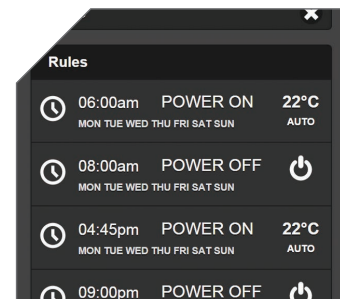 Rules
06:00am POWER ON 22°C
MON TUE WED THU FRI SAT SUN AUTO
08:00am POWER OFF
MON TUE WED THU FRI SAT SUN
04:45pm POWER ON 22°C
MON TUE WED THU FRI SAT SUN AUTO
09:00pm POWER OFF